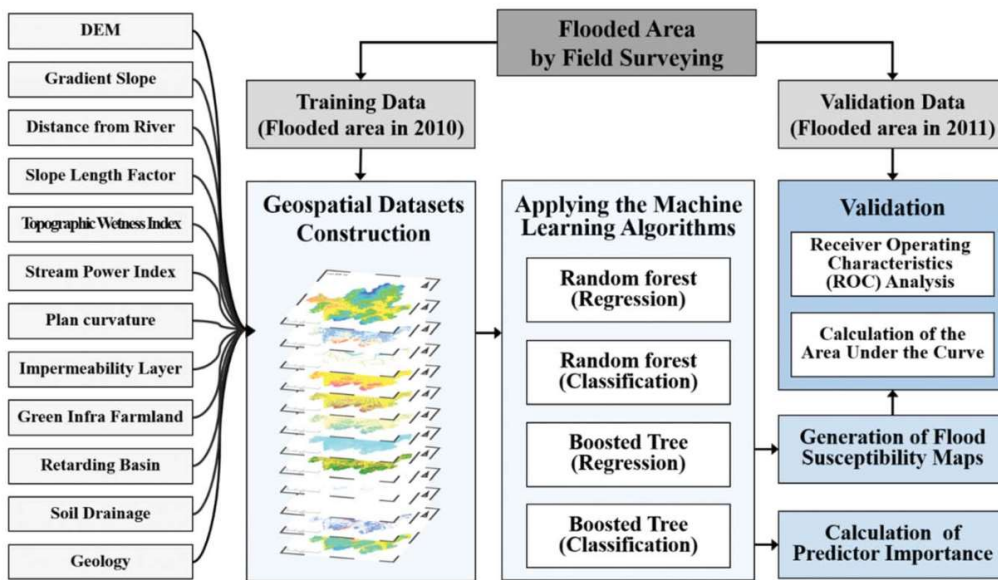 DEM
Gradient Slope
Distance from River
Slope Length Factor
Topographic Wetness Index
Stream Power Index
Plan curvature
Impermeability Layer
Green Infra Farmland
Retarding Basin
Soil Drainage
Geology
Flooded Area
by Field Surveying
Training Data
(Flooded area in 2010)
Validation Data
(Flooded area in 2011)
Geospatial Datasets
Construction
Applying the Machine
Learning Algorithms
Random forest
(Regression)
Random forest
(Classification)
Boosted Tree
(Regression)
Boosted Tree
(Classification)
Validation
Receiver Operating
Characteristics
(ROC) Analysis
Calculation of the
Area Under the Curve
Generation of Flood
Susceptibility Maps
Calculation of
Predictor Importance